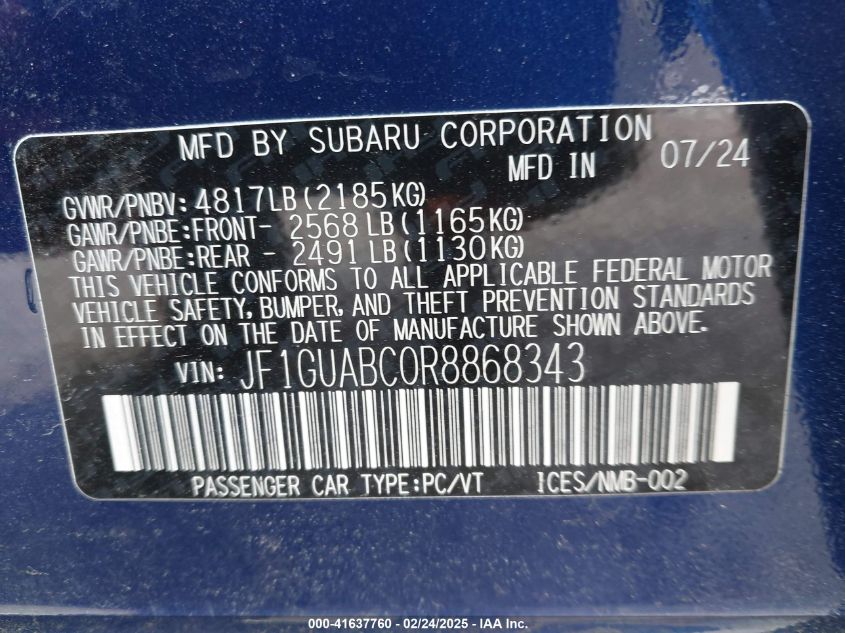 MFD BY SUBARU CORPORATION
MFD IN 07/24
GVWR/PNBV: 4817LB(2185KG)
GAWR/PNBE:FRONT- 2568LB(1165KG)
GAWR/PNBE:REAR - 2491LB(1130KG)
THIS VEHICLE CONFORMS TO ALL APPLICABLE FEDERAL MOTOR
VEHICLE SAFETY, BUMPER, AND THEFT PREVENTION STANDARDS
IN EFFECT ON THE DATE OF MANUFACTURE SHOWN ABOVE.
VIN: JF1GUABC0R8868343
PASSENGER CAR TYPE:PC/VT ICES/NMB-002
000-41637760 - 02/24/2025 - IAA Inc.